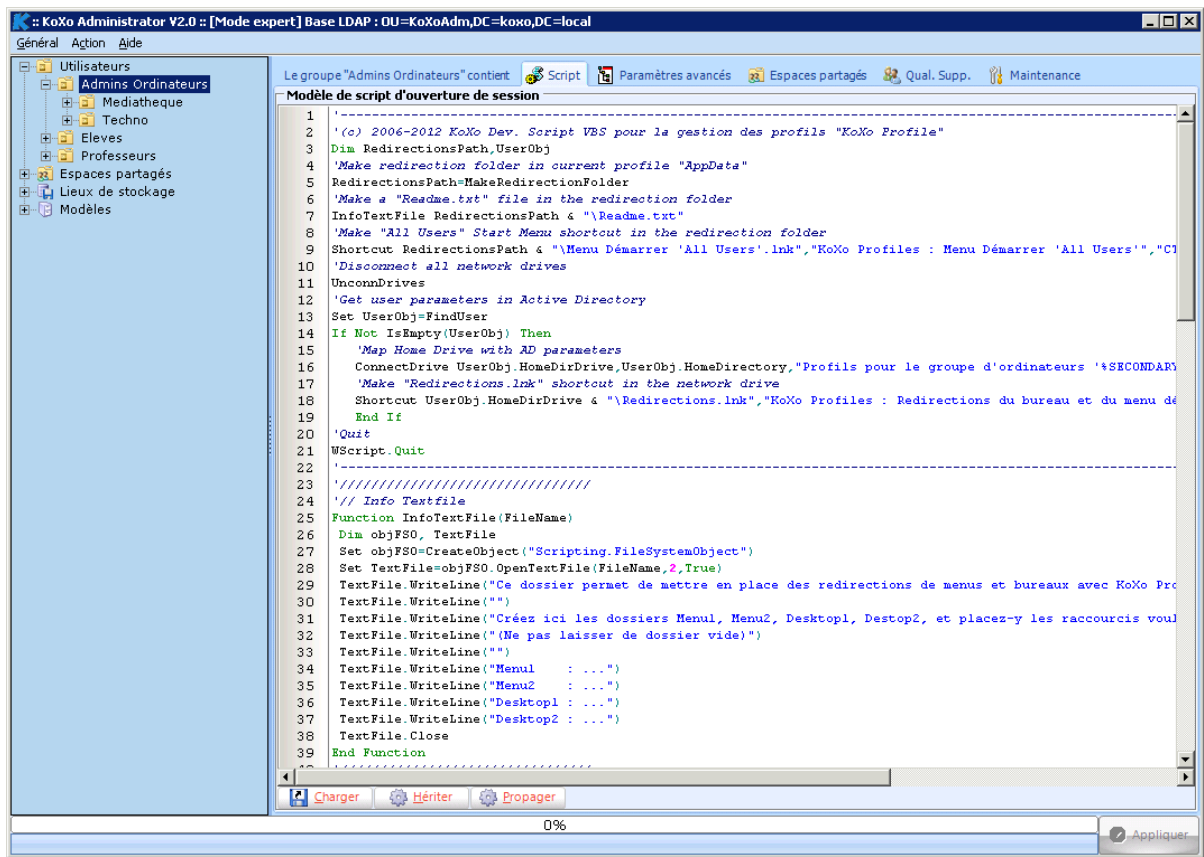 :: KoXo Administrator V2.0 :: [Mode expert] Base LDAP : OU=KoXoAdm,DC=koxo,DC=local
Général Action Aide
Utilisateurs
Admins Ordinateurs
Mediatheque
Techno
Eleves
Professeurs
Espaces partagés
Lieux de stockage
Modèles
Le groupe "Admins Ordinateurs" contient Script Paramètres avancés Espaces partagés Qual. Supp. Maintenance
Modèle de script d'ouverture de session
1 '--------------------------------------------------------------------------------
2 '(c) 2006-2012 KoXo Dev. Script VBS pour la gestion des profils "KoXo Profile"
3 Dim RedirectionsPath,UserObj
4 'Make redirection folder in current profile "AppData"
5 RedirectionsPath=MakeRedirectionFolder
6 'Make a "Readme.txt" file in the redirection folder
7 InfoTextFile RedirectionsPath & "\Readme.txt"
8 'Make "All Users" Start Menu shortcut in the redirection folder
9 Shortcut RedirectionsPath & "\Menu Démarrer 'All Users'.lnk","KoXo Profiles : Menu Démarrer 'All Users'","
10 'Disconnect all network drives
11 UnconnDrives
12 'Get user parameters in Active Directory
13 Set UserObj=FindUser
14 If Not IsEmpty(UserObj) Then
15 'Map Home Drive with AD parameters
16 ConnectDrive UserObj.HomeDirDrive,UserObj.HomeDirectory,"Profils pour le groupe d'ordinateurs '%SECONDARY
17 'Make "Redirections.lnk" shortcut in the network drive
18 Shortcut UserObj.HomeDirDrive & "\Redirections.lnk","KoXo Profiles : Redirections du bureau et du menu dé
19 End If
20 'Quit
21 WScript.Quit
22 '--------------------------------------------------------------------------------
23 '////////////////////////////////
24 '// Info Textfile
25 Function InfoTextFile(FileName)
26 Dim objFSO, TextFile
27 Set objFSO=CreateObject("Scripting.FileSystemObject")
28 Set TextFile=objFSO.OpenTextFile(FileName,2,True)
29 TextFile.WriteLine("Ce dossier permet de mettre en place des redirections de menus et bureaux avec KoXo Pro
30 TextFile.WriteLine("")
31 TextFile.WriteLine("Créez ici les dossiers Menu1, Menu2, Desktop1, Destop2, et placez-y les raccourcis voul
32 TextFile.WriteLine("(Ne pas laisser de dossier vide)")
33 TextFile.WriteLine("")
34 TextFile.WriteLine("Menu1 : ...")
35 TextFile.WriteLine("Menu2 : ...")
36 TextFile.WriteLine("Desktop1 : ...")
37 TextFile.WriteLine("Desktop2 : ...")
38 TextFile.Close
39 End Function
Charger Hériter Propager
0%
Appliquer